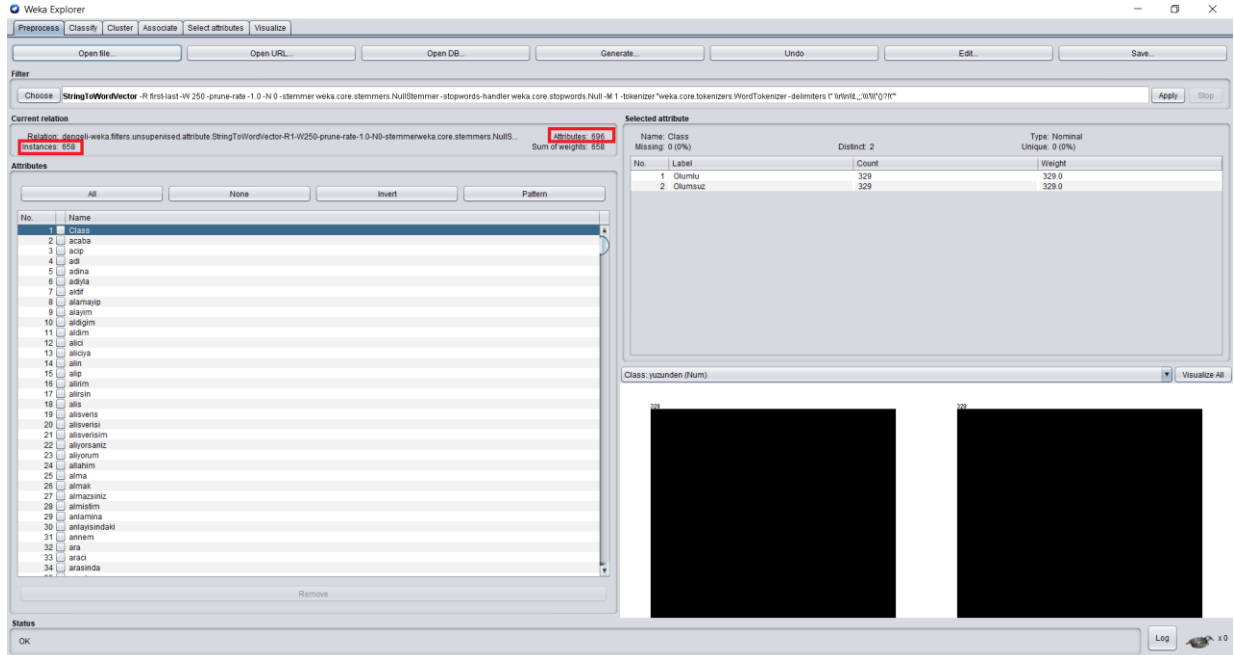 Weka Explorer
Preprocess Classify Cluster Associate Select attributes Visualize
Open file... Open URL... Open DB... Generate... Undo Edit... Save...
Filter
Choose StringToWordVector -R first-last -W 250 -prune-rate -1.0 -N 0 -stemmer weka.core.stemmers.NullStemmer -stopwords-handler weka.core.stopwords.Null -M 1 -tokenizer "weka.core.tokenizers.WordTokenizer -delimiters Apply Stop
Current relation
Relation: dengeli-weka.filters.unsupervised.attribute.StringToWordVector-R1-W250-prune-rate-1.0-N0-stemmerweka.core.stemmers.NullS... Attributes: 696
Instances: 658 Sum of weights: 658
Attributes
All None Invert Pattern
No. Name
1 Class
2 acaba
3 acip
4 adi
5 adina
6 adiyla
7 aktif
8 alamayip
9 alayim
10 aldigim
11 aldim
12 alici
13 aliciya
14 alin
15 alip
16 alirim
17 alirsin
18 alis
19 alisveris
20 alisverisi
21 alisverisim
22 aliyorsaniz
23 aliyorum
24 allahim
25 alma
26 almak
27 almazsiniz
28 almistim
29 anlamina
30 anlayisindaki
31 annem
32 ara
33 araci
34 arasinda
Remove
Selected attribute
Name: Class Type: Nominal
Missing: 0 (0%) Distinct: 2 Unique: 0 (0%)
No. Label Count Weight
1 Olumlu 329 329.0
2 Olumsuz 329 329.0
Class: yuzunden (Num) Visualize All
329 329
Status
OK Log x 0